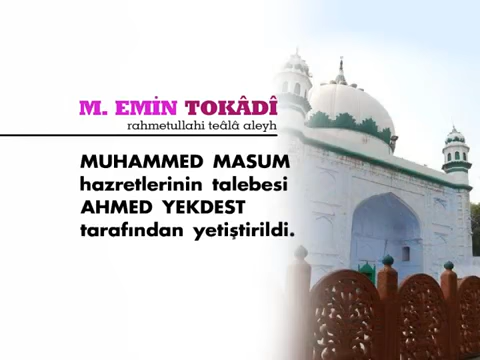 M. EMİN TOKÂDÎ
rahmetullahi teâlâ aleyh
MUHAMMED MASUM
hazretlerinin talebesi
AHMED YEKDEST
tarafından yetiştirildi.